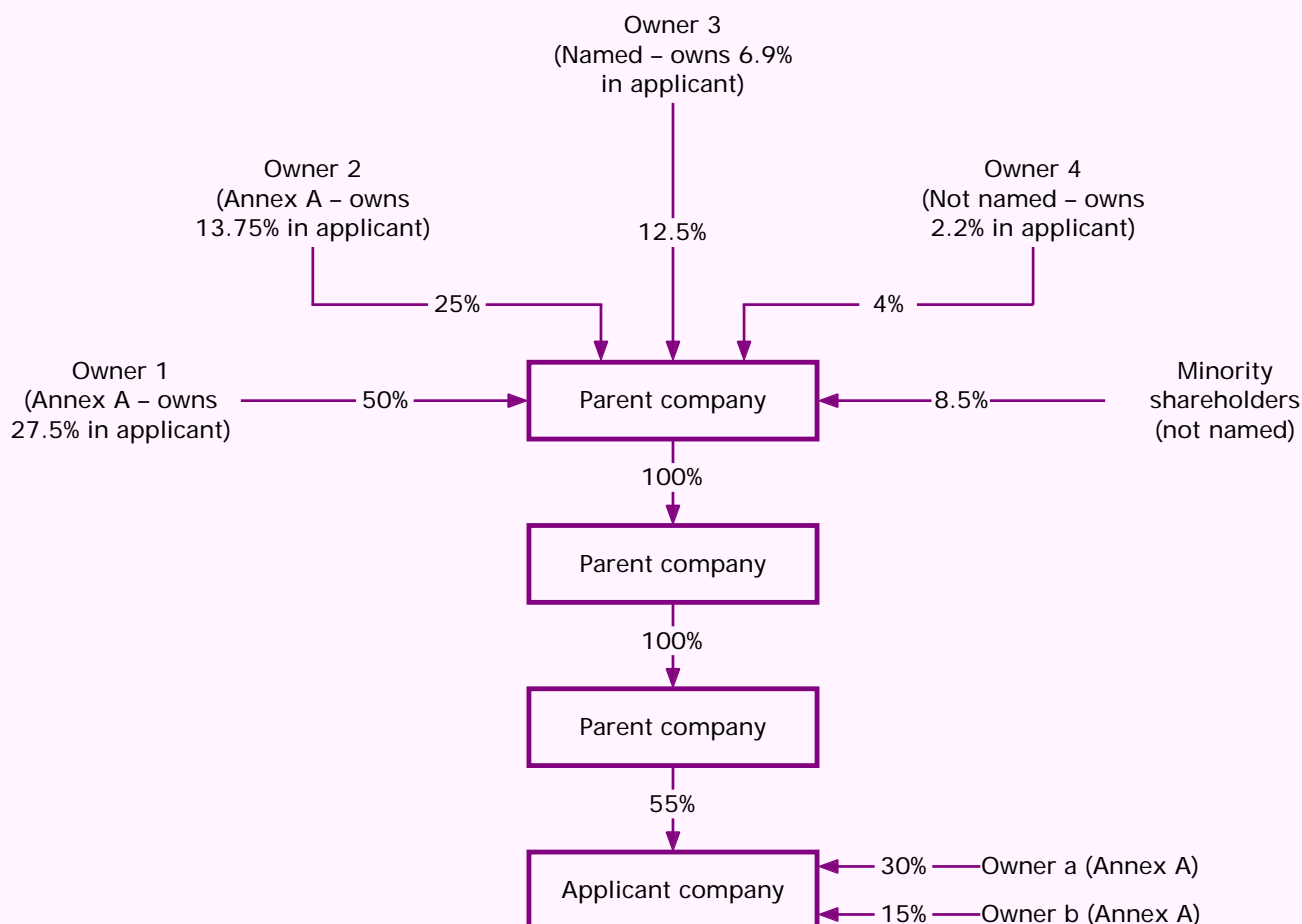 Owner 3
(Named – owns 6.9%
in applicant)
Owner 2
(Annex A – owns
13.75% in applicant)
Owner 4
(Not named – owns
2.2% in applicant)
12.5%
25%
4%
Owner 1
(Annex A – owns
27.5% in applicant)
50%
Parent company
8.5%
Minority
shareholders
(not named)
100%
Parent company
100%
Parent company
55%
Applicant company
30%
Owner a (Annex A)
15%
Owner b (Annex A)